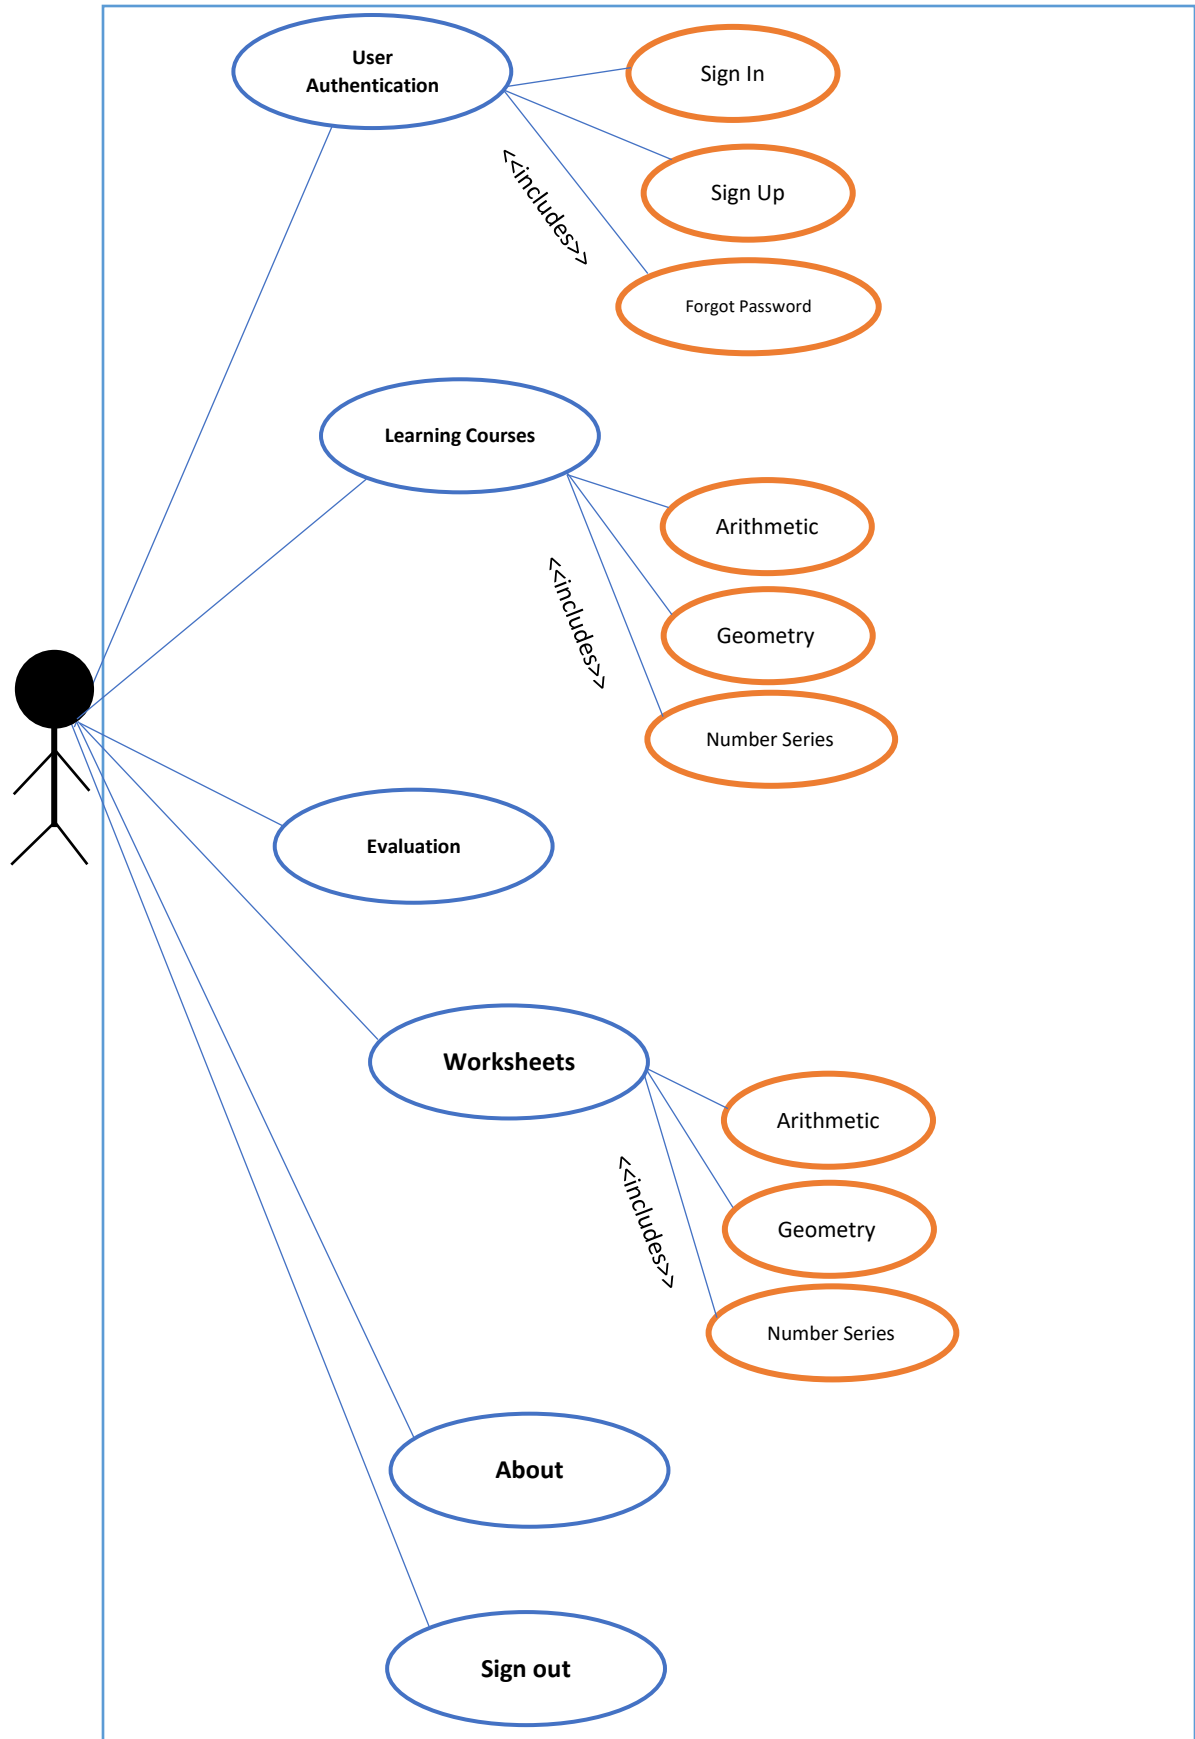 User
Authentication
Sign In
Sign Up
<<includes>>
Forgot Password
Learning Courses
Arithmetic
<<includes>>
Geometry
Number Series
Evaluation
Worksheets
Arithmetic
<<includes>>
Geometry
Number Series
About
Sign out